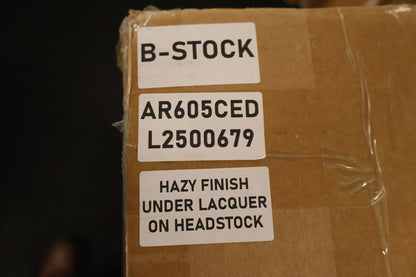 B-STOCK
AR605CED
L2500679
HAZY FINISH
UNDER LACQUER
ON HEADSTOCK